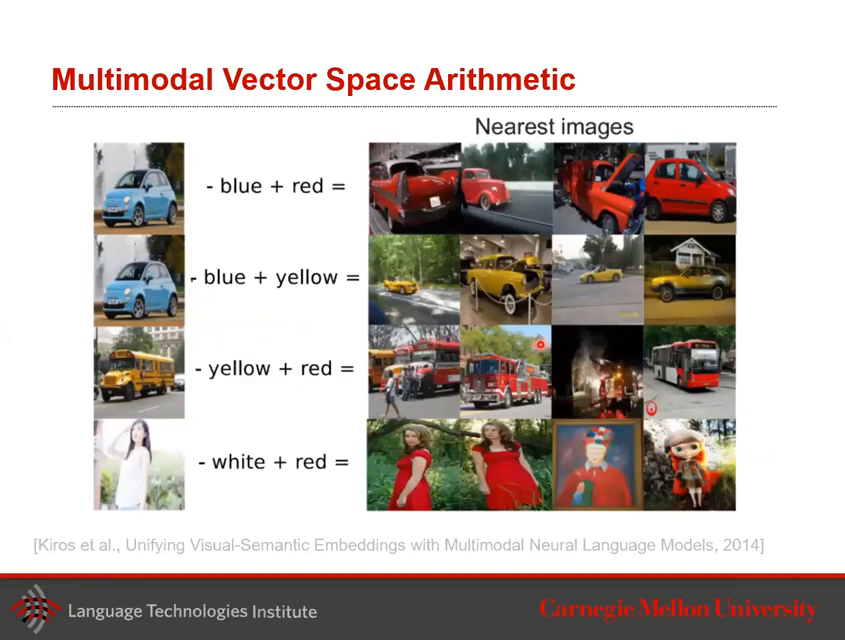 Multimodal Vector Space Arithmetic
Nearest images
- blue + red =
- blue + yellow =
- yellow + red =
- white + red =
[Kiros et al., Unifying Visual-Semantic Embeddings with Multimodal Neural Language Models, 2014]
Language Technologies Institute
Carnegie Mellon University